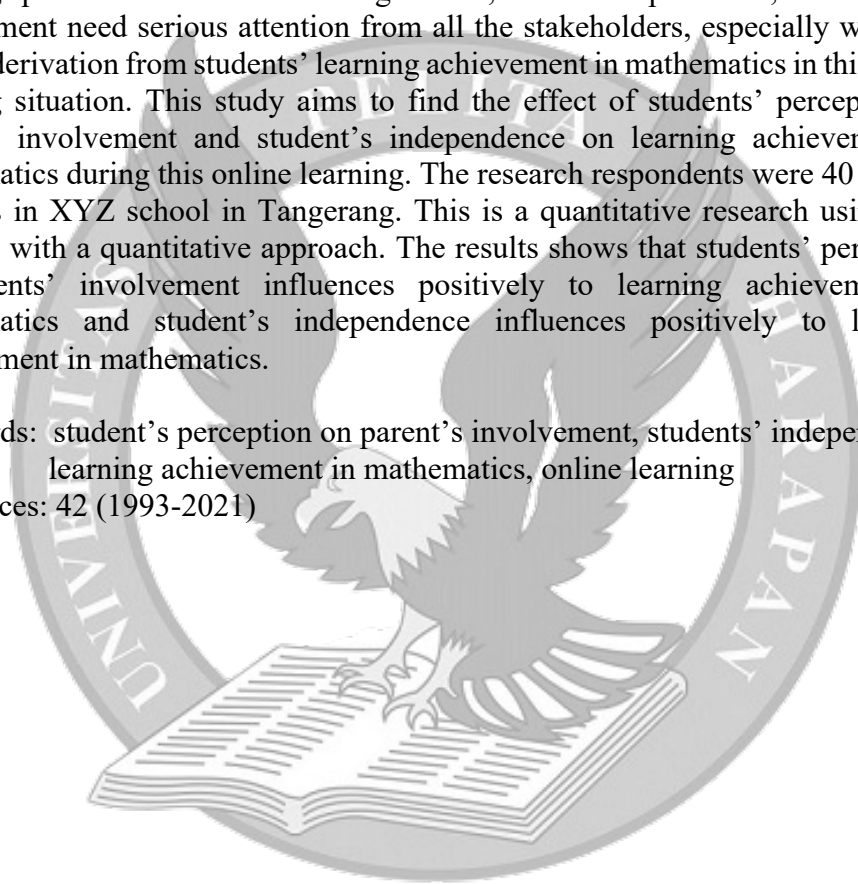 ment need serious attention from all the stakeholders, especially w
derivation from students’ learning achievement in mathematics in thi
g situation. This study aims to find the effect of students’ percep
involvement and student’s independence on learning achieve
atics during this online learning. The research respondents were 40
s in XYZ school in Tangerang. This is a quantitative research usi
with a quantitative approach. The results shows that students’ per
ents’ involvement influences positively to learning achievem
matics and student’s independence influences positively to l
ment in mathematics.
ds: student’s perception on parent’s involvement, students’ indepe
learning achievement in mathematics, online learning
ces: 42 (1993-2021)
UNIVERSITAS PELITA HARAPAN